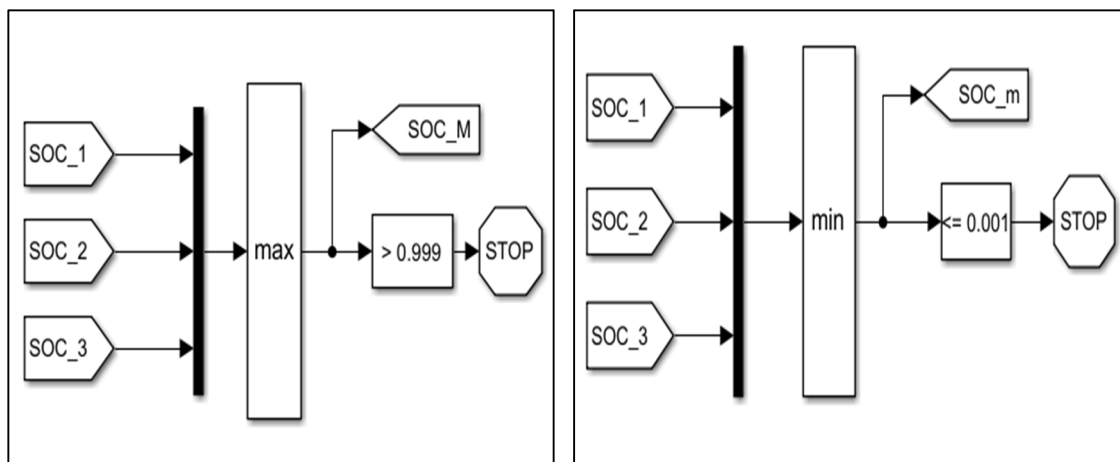 SOC_1
SOC_2
SOC_3
max
SOC_M
> 0.999
STOP
SOC_1
SOC_2
SOC_3
min
SOC_m
<= 0.001
STOP